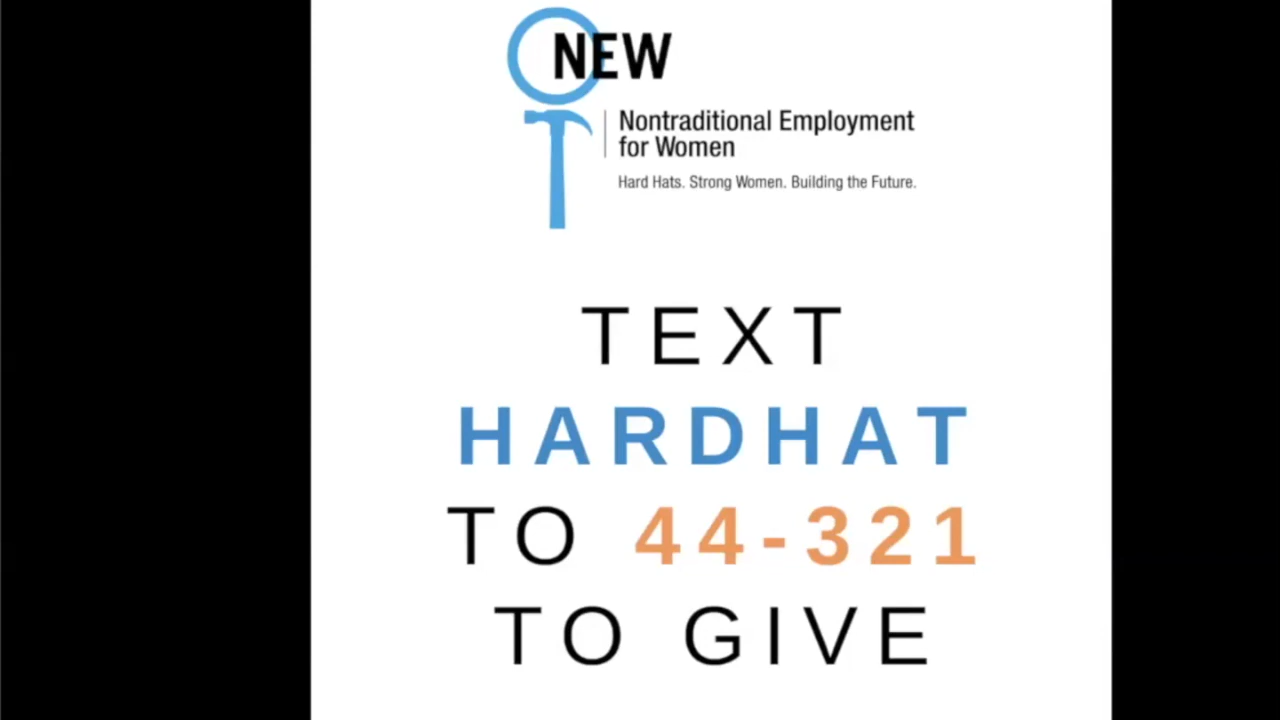 NEW
Nontraditional Employment
for Women
Hard Hats. Strong Women. Building the Future.
TEXT
HARDHAT
TO 44-321
TO GIVE